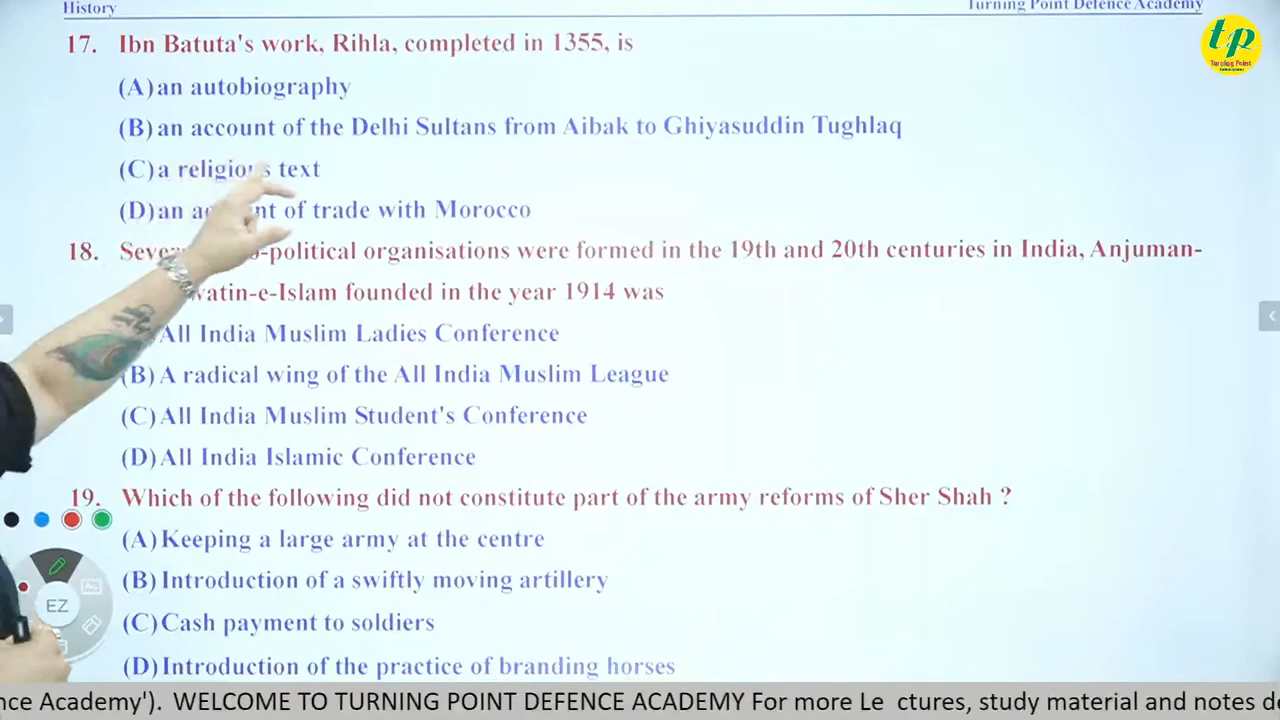 History
Turning Point Defence Academy
tp
Turning Point
17. Ibn Batuta's work, Rihla, completed in 1355, is
(A) an autobiography
(B) an account of the Delhi Sultans from Aibak to Ghiyasuddin Tughlaq
(C) a religious text
(D) an of trade with Morocco
18. -political organisations were formed in the 19th and 20th centuries in India, Anjuman-
watin-e-Islam founded in the year 1914 was
All India Muslim Ladies Conference
(B) A radical wing of the All India Muslim League
(C) All India Muslim Student's Conference
(D) All India Islamic Conference
19. Which of the following did not constitute part of the army reforms of Sher Shah ?
(A) Keeping a large army at the centre
(B) Introduction of a swiftly moving artillery
(C) Cash payment to soldiers
(D) Introduction of the practice of branding horses
EZ
nce Academy'). WELCOME TO TURNING POINT DEFENCE ACADEMY For more Le ctures, study material and notes d